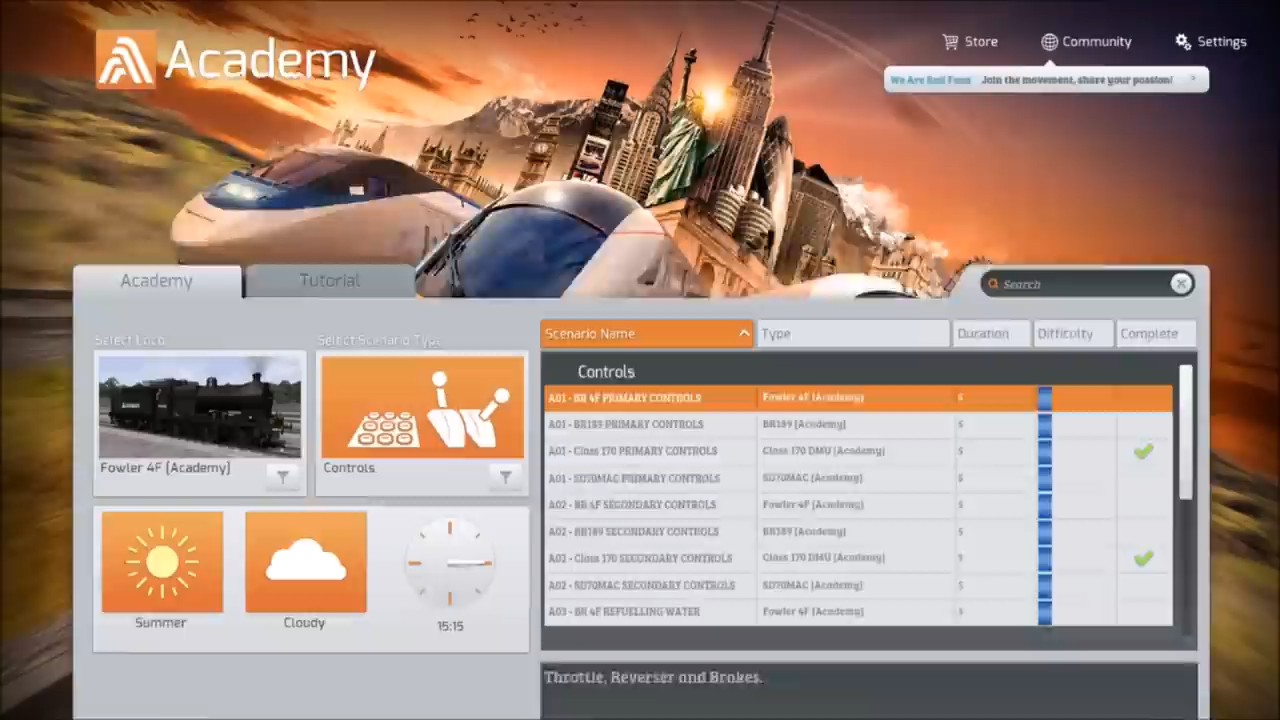 Academy
Store
Community
Settings
We Are Rail Fans Join the movement, share your passion! >
Academy
Tutorial
Search
Select Loco
Select Scenario Type
Fowler 4F (Academy)
Controls
Summer
Cloudy
15:15
Scenario Name Type Duration Difficulty Complete
Controls
A01 - BR 4F PRIMARY CONTROLS Fowler 4F (Academy) 5
A01 - BR189 PRIMARY CONTROLS BR189 (Academy) 5
A01 - Class 170 PRIMARY CONTROLS Class 170 DMU (Academy) 5
A01 - SD70MAC PRIMARY CONTROLS SD70MAC (Academy) 5
A02 - BR 4F SECONDARY CONTROLS Fowler 4F (Academy) 5
A02 - BR189 SECONDARY CONTROLS BR189 (Academy) 5
A02 - Class 170 SECONDARY CONTROLS Class 170 DMU (Academy) 5
A02 - SD70MAC SECONDARY CONTROLS SD70MAC (Academy) 5
A03 - BR 4F REFUELLING WATER Fowler 4F (Academy) 5
Throttle, Reverser and Brakes.